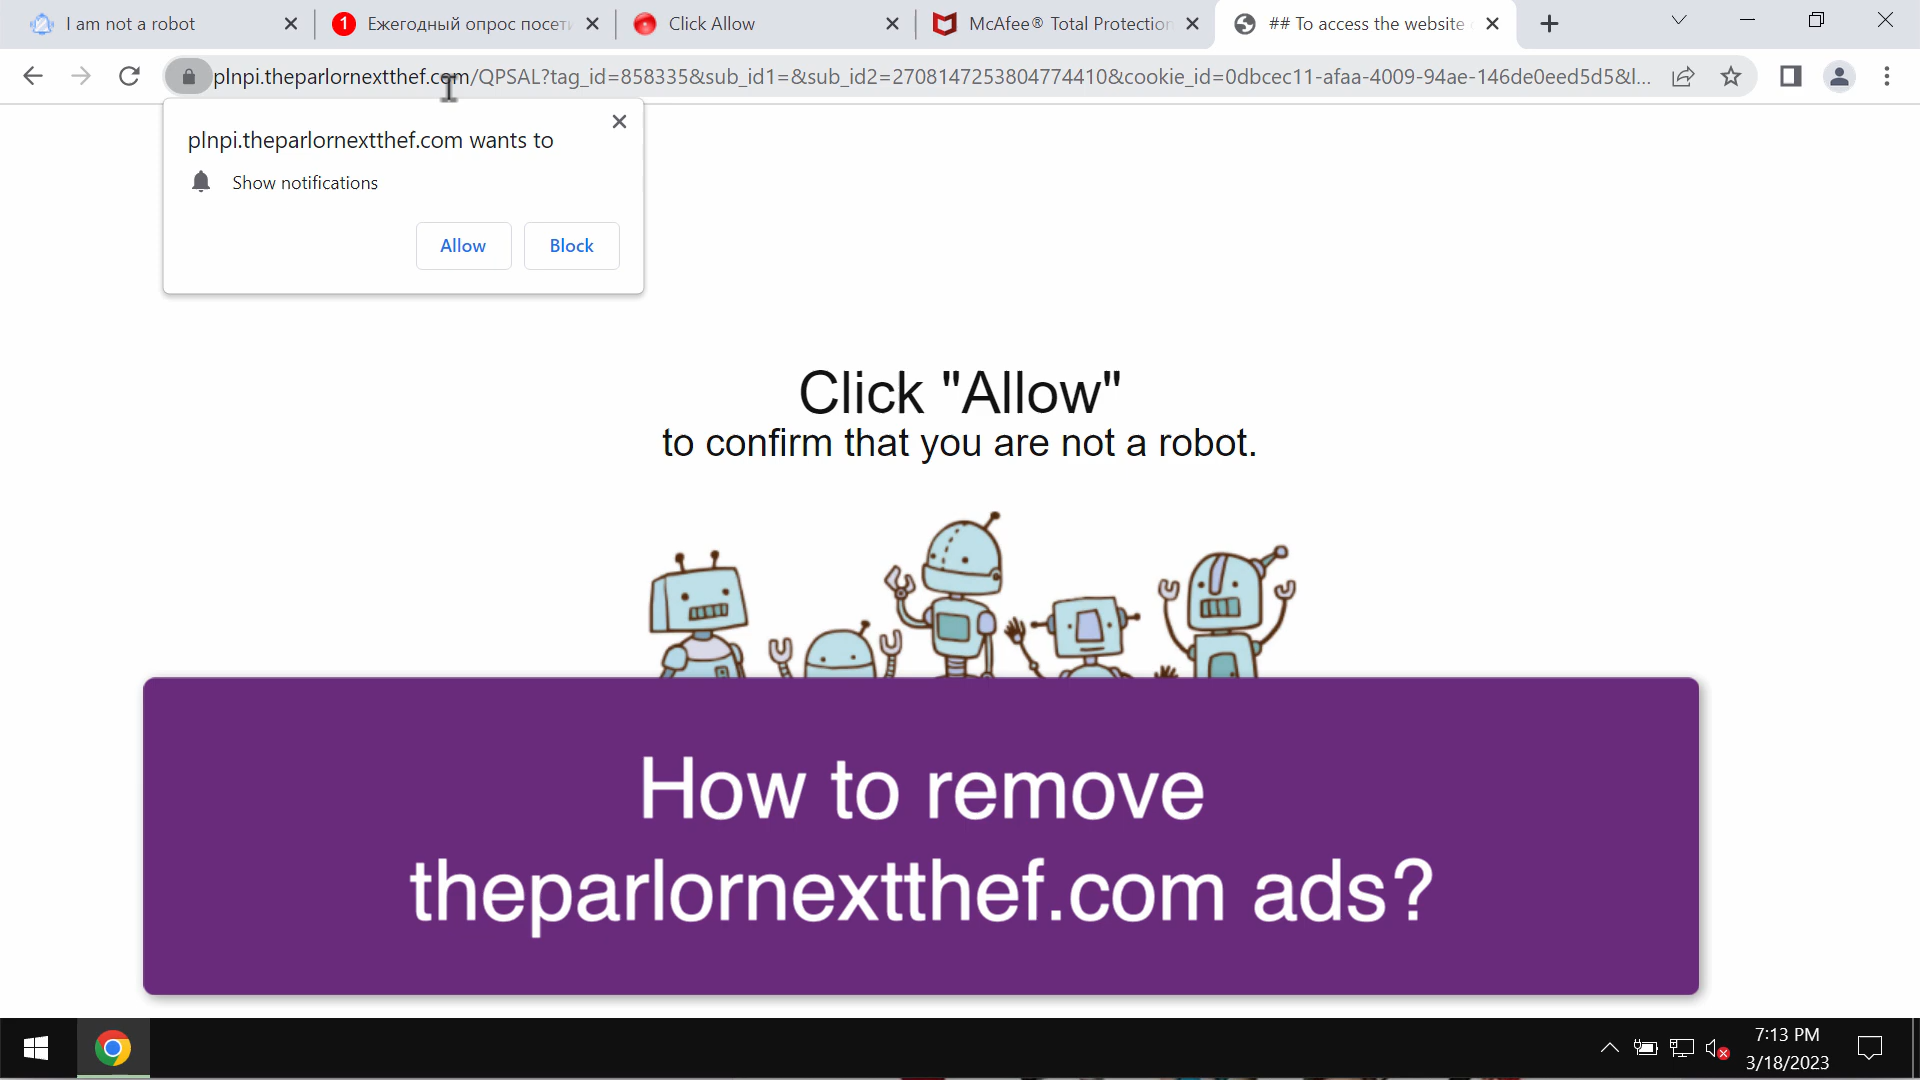 I am not a robot
Ежегодный опрос посет
Click Allow
McAfee® Total Protection
## To access the website
plnpi.theparlornextthef.com/QPSAL?tag_id=858335&sub_id1=&sub_id2=2708147253804774410&cookie_id=0dbcec11-afaa-4009-94ae-146de0eed5d5&l...
plnpi.theparlornextthef.com wants to
Show notifications
Allow
Block
Click "Allow"
to confirm that you are not a robot.
How to remove
theparlornextthef.com ads?
7:13 PM
3/18/2023